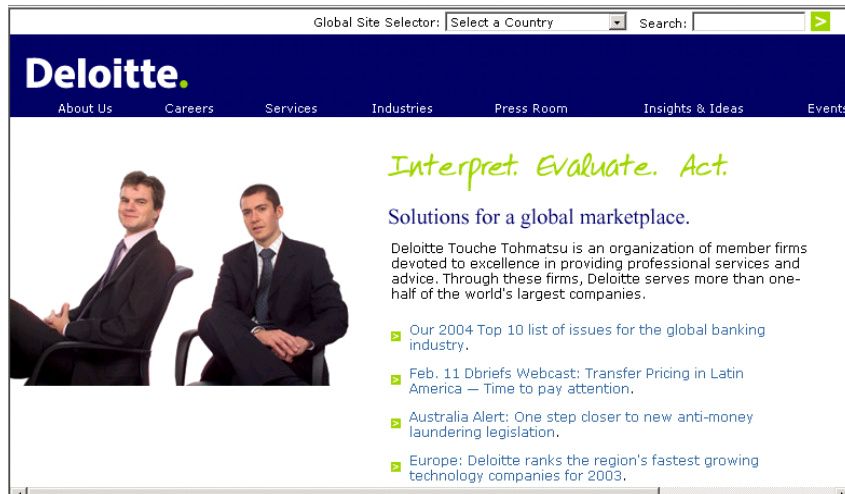 Global Site Selector: Select a Country Search: >
Deloitte.
About Us Careers Services Industries Press Room Insights & Ideas Events
Interpret. Evaluate. Act.
Solutions for a global marketplace.
Deloitte Touche Tohmatsu is an organization of member firms
devoted to excellence in providing professional services and
advice. Through these firms, Deloitte serves more than one-
half of the world's largest companies.
> Our 2004 Top 10 list of issues for the global banking
industry.
> Feb. 11 Dbriefs Webcast: Transfer Pricing in Latin
America — Time to pay attention.
> Australia Alert: One step closer to new anti-money
laundering legislation.
> Europe: Deloitte ranks the region's fastest growing
technology companies for 2003.